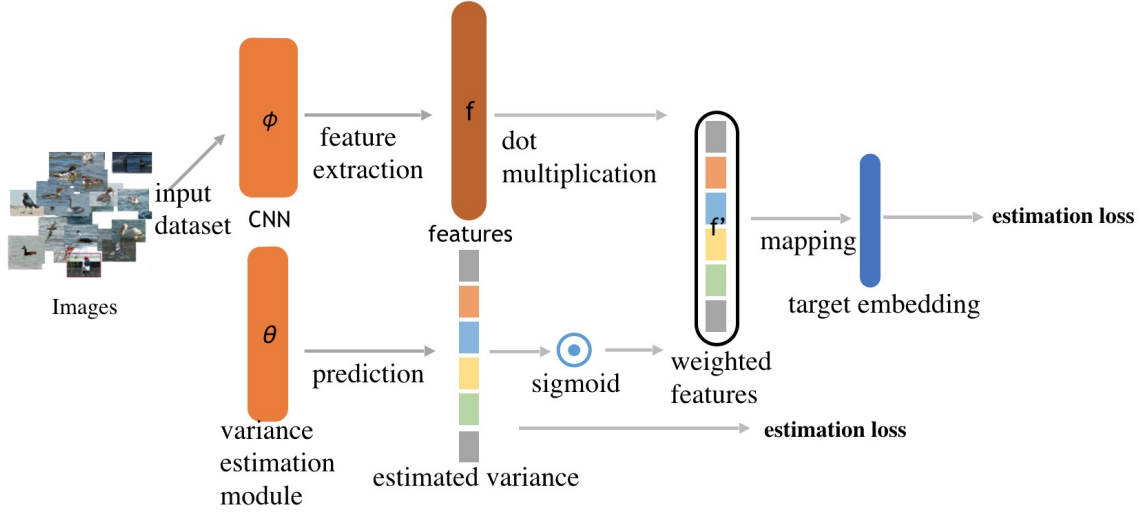 ϕ
f
feature
extraction
dot
multiplication
input
dataset
CNN
features
Images
θ
prediction
variance
estimation
module
estimated variance
sigmoid
f'
weighted
features
mapping
target embedding
estimation loss
estimation loss